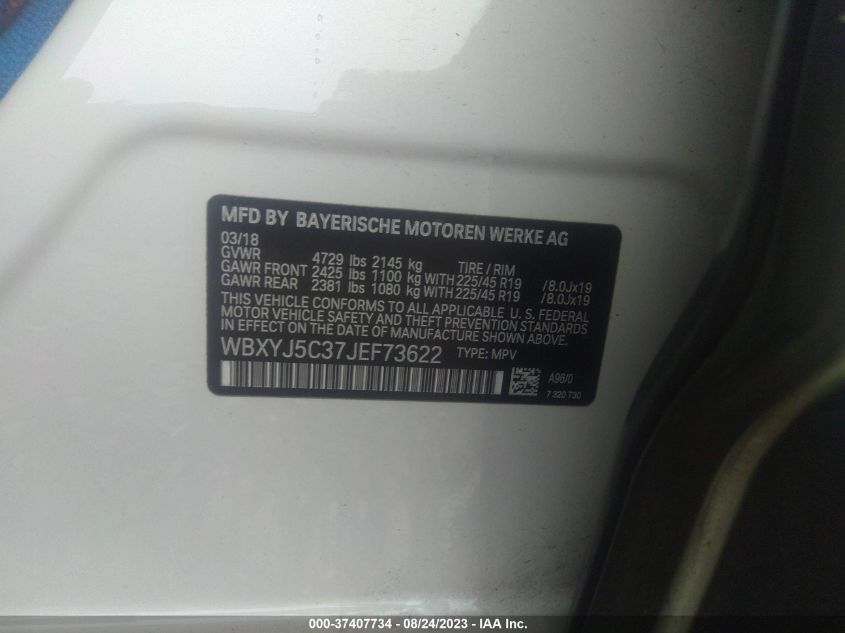 MFD BY BAYERISCHE MOTOREN WERKE AG
03/18
GVWR 4729 lbs 2145 kg TIRE / RIM
GAWR FRONT 2425 lbs 1100 kg WITH 225/45 R19 /8.0Jx19
GAWR REAR 2381 lbs 1080 kg WITH 225/45 R19 /8.0Jx19
THIS VEHICLE CONFORMS TO ALL APPLICABLE U. S. FEDERAL
MOTOR VEHICLE SAFETY AND THEFT PREVENTION STANDARDS
IN EFFECT ON THE DATE OF MANUFACTURE SHOWN ABOVE.
WBXYJ5C37JEF73622 TYPE: MPV
A96/0
7 320 730
000-37407734 - 08/24/2023 - IAA Inc.